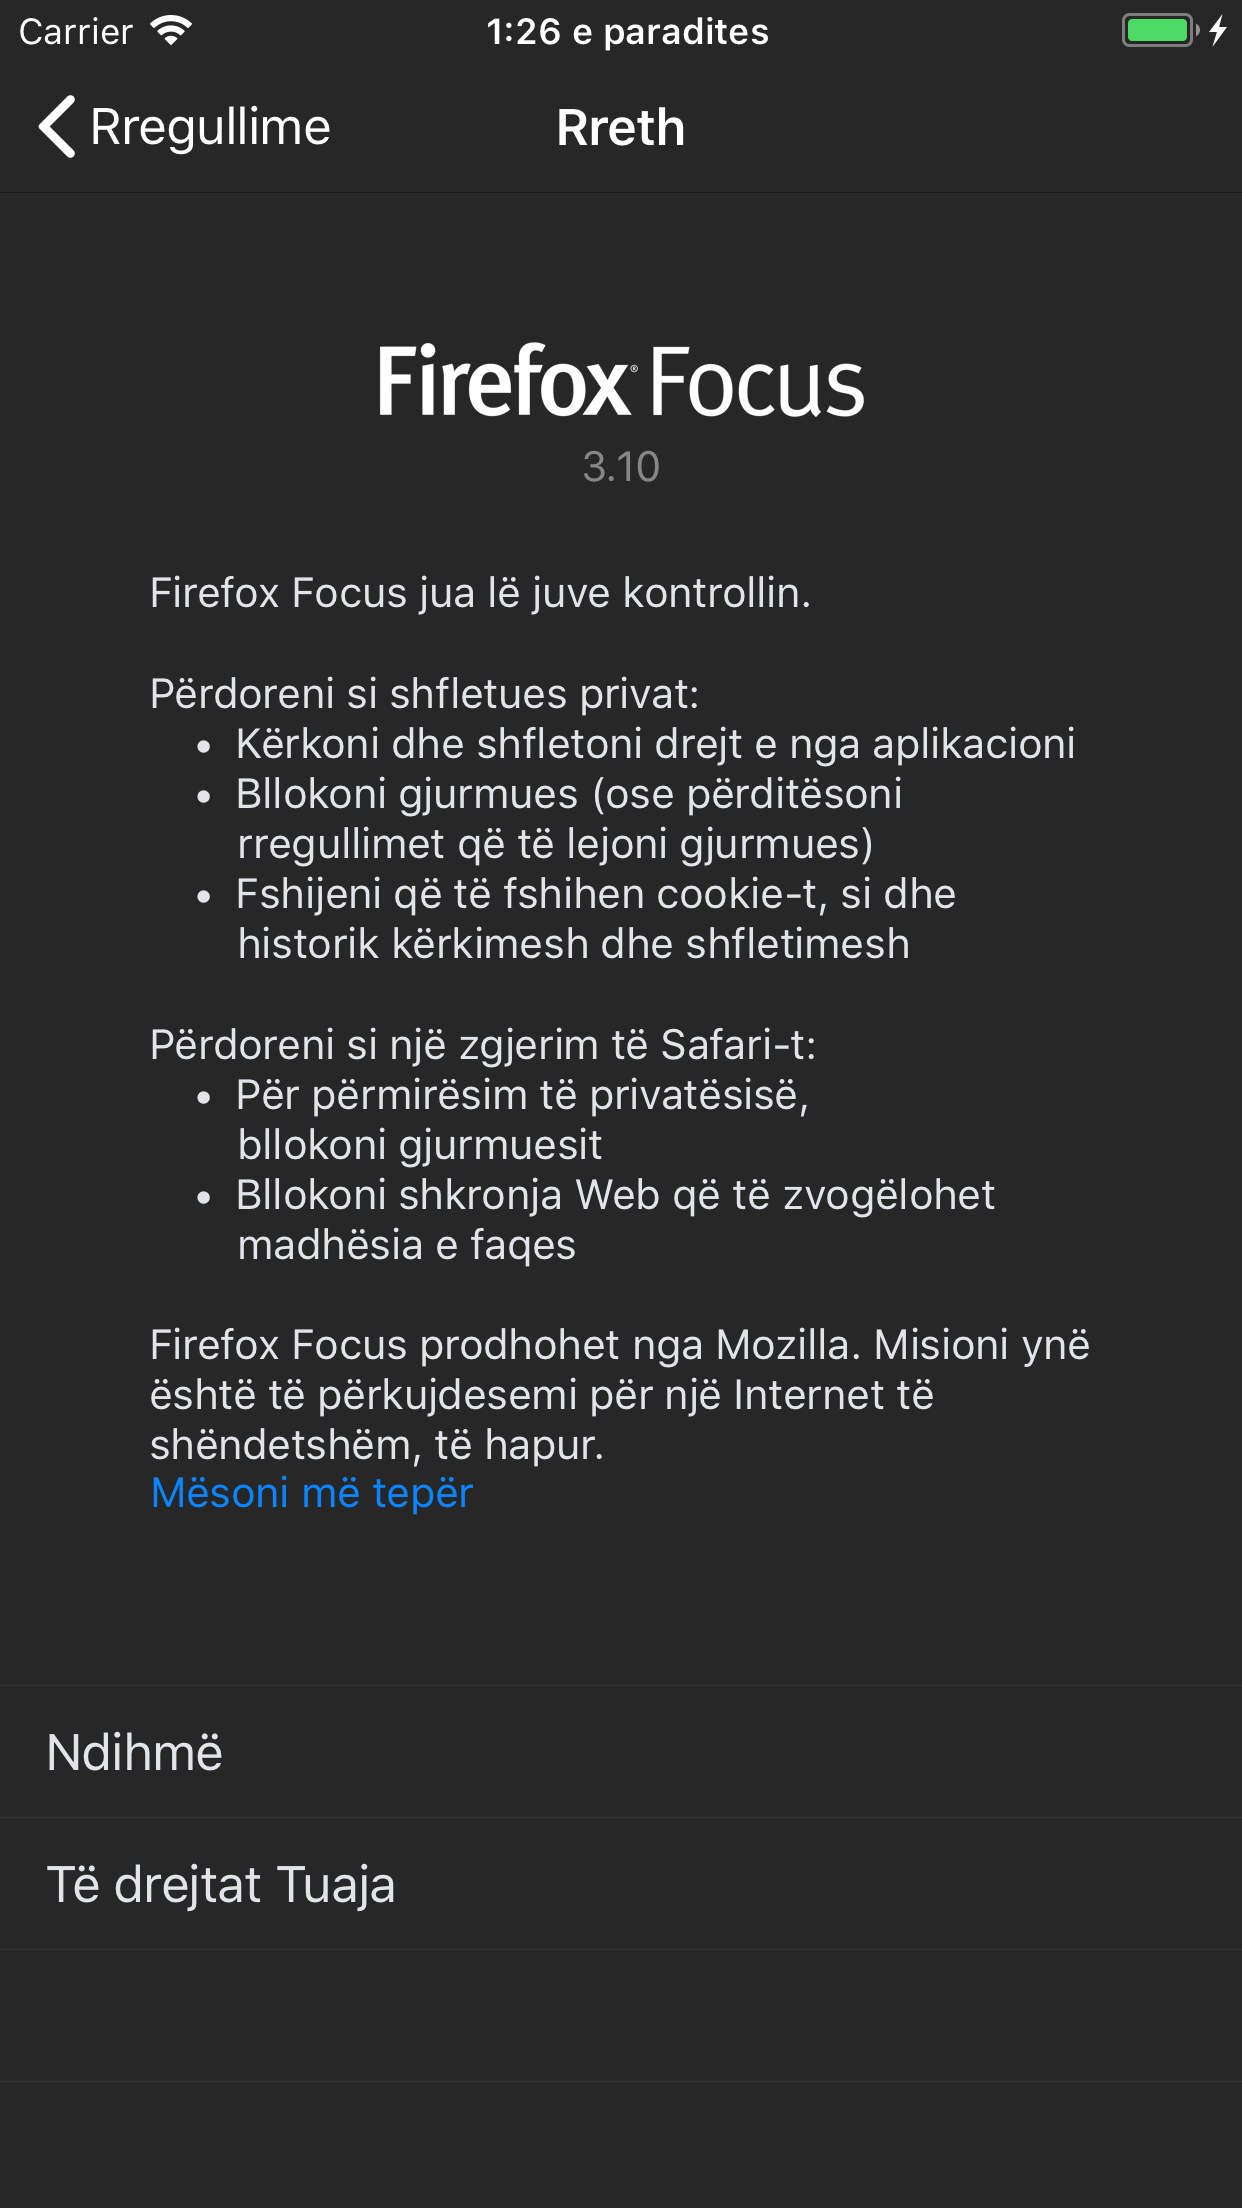 Carrier 1:26 e paradites
Rregullime Rreth
Firefox® Focus
3.10
Firefox Focus jua lë juve kontrollin.
Përdoreni si shfletues privat:
• Kërkoni dhe shfletoni drejt e nga aplikacioni
• Bllokoni gjurmues (ose përditësoni
rregullimet që të lejoni gjurmues)
• Fshijeni që të fshihen cookie-t, si dhe
historik kërkimesh dhe shfletimesh
Përdoreni si një zgjerim të Safari-t:
• Për përmirësim të privatësisë,
bllokoni gjurmuesit
• Bllokoni shkronja Web që të zvogëlohet
madhësia e faqes
Firefox Focus prodhohet nga Mozilla. Misioni ynë
është të përkujdesemi për një Internet të
shëndetshëm, të hapur.
Mësoni më tepër
Ndihmë
Të drejtat Tuaja